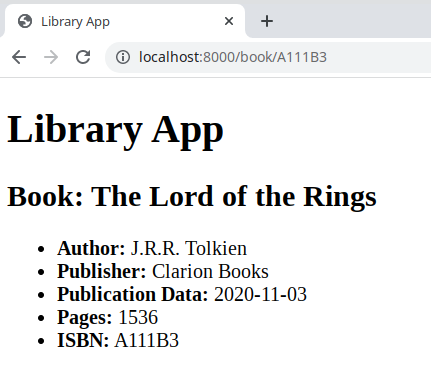 Library App
localhost:8000/book/A111B3
Library App
Book: The Lord of the Rings
Author: J.R.R. Tolkien
Publisher: Clarion Books
Publication Data: 2020-11-03
Pages: 1536
ISBN: A111B3